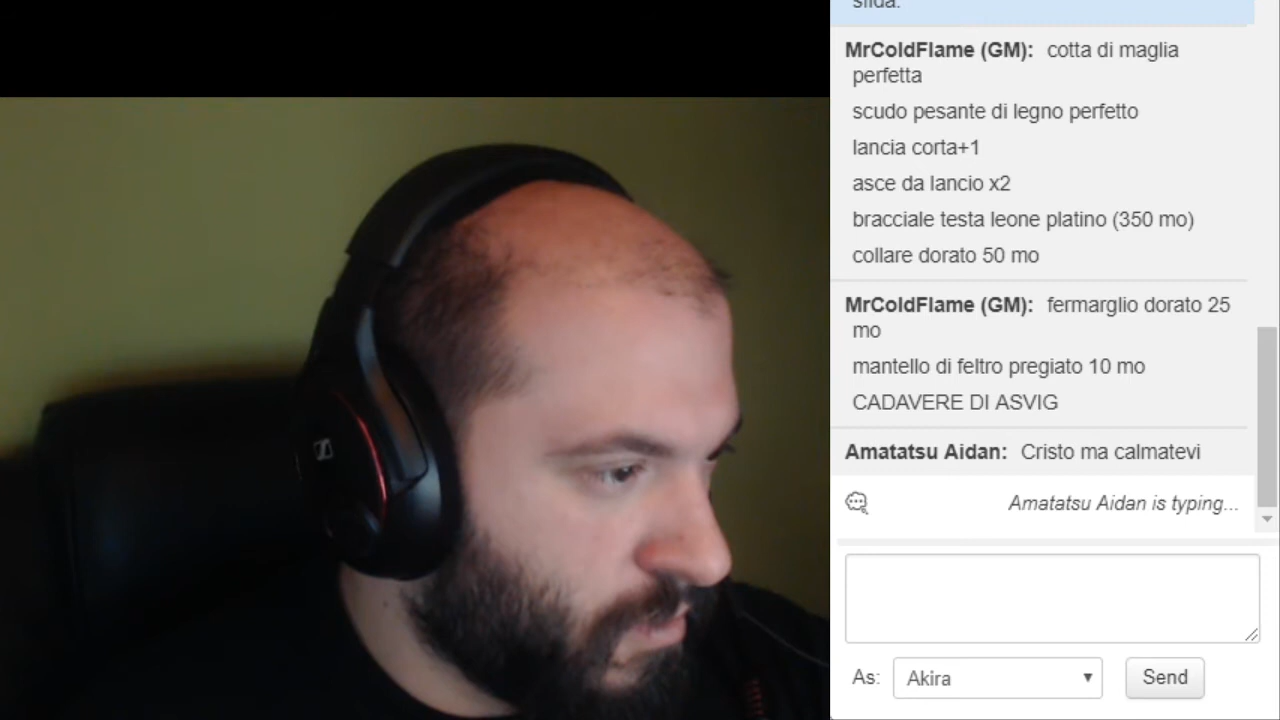 sfida.
MrColdFlame (GM): cotta di maglia
perfetta
scudo pesante di legno perfetto
lancia corta+1
asce da lancio x2
bracciale testa leone platino (350 mo)
collare dorato 50 mo
MrColdFlame (GM): fermarglio dorato 25
mo
mantello di feltro pregiato 10 mo
CADAVERE DI ASVIG
Amatatsu Aidan: Cristo ma calmatevi
Amatatsu Aidan is typing...
As: Akira Send